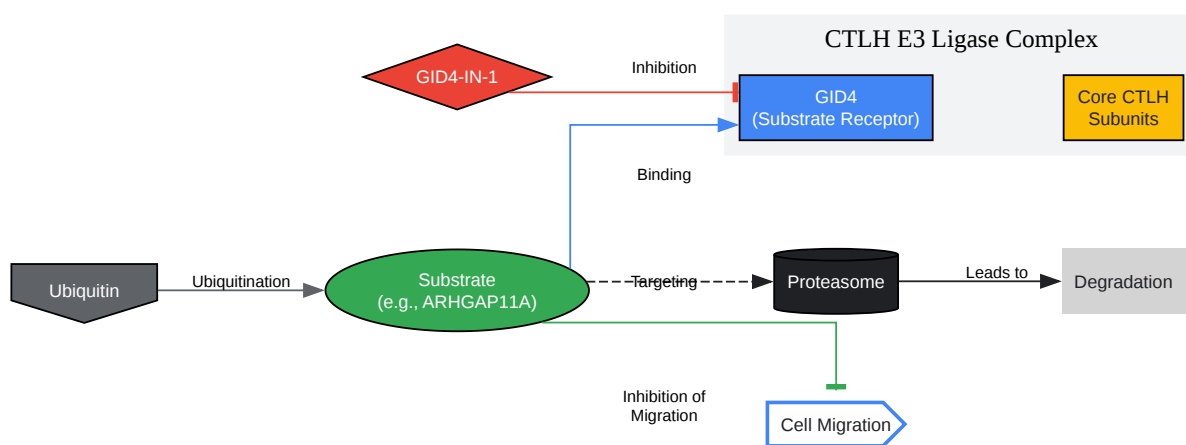 CTLH E3 Ligase Complex
GID4-IN-1
Inhibition
GID4
(Substrate Receptor)
Core CTLH
Subunits
Binding
Ubiquitin
Ubiquitination
Substrate
(e.g., ARHGAP11A)
Targeting
Proteasome
Leads to
Degradation
Inhibition of
Migration
Cell Migration